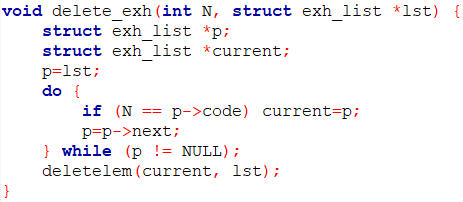 void delete_exh(int N, struct exh_list *lst) {
    struct exh_list *p;
    struct exh_list *current;
    p=lst;
    do {
        if (N == p->code) current=p;
        p=p->next;
    } while (p != NULL);
    deletelem(current, lst);
}